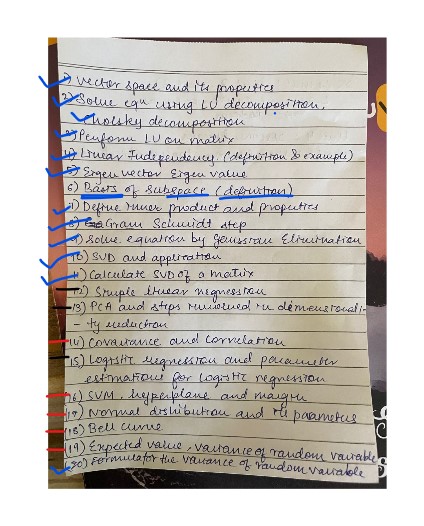 1) Vector space and its properties
2) Solve eqn using LU decomposition,
Cholsky decomposition
3) Perform LU on matrix
4) Linear Independency (definition & example)
5) Eigen vector Eigen value
6) Basis of Subspace (definition)
7) Define inner product and properties
8) Gram Schmidt step
9) Solve equation by Gaussian Elimination
10) SVD and application
11) Calculate SVD of a matrix
12) Simple linear regression
13) PCA and steps involved in dimensionali-
-ty reduction
14) Covariance and correlation
15) Logistic regression and parameter
estimations for logistic regression
16) SVM, hyperplane and margin
17) Normal distribution and its parameters
18) Bell curve
19) Expected value, variance of random variable
20) Formula for the variance of random variable